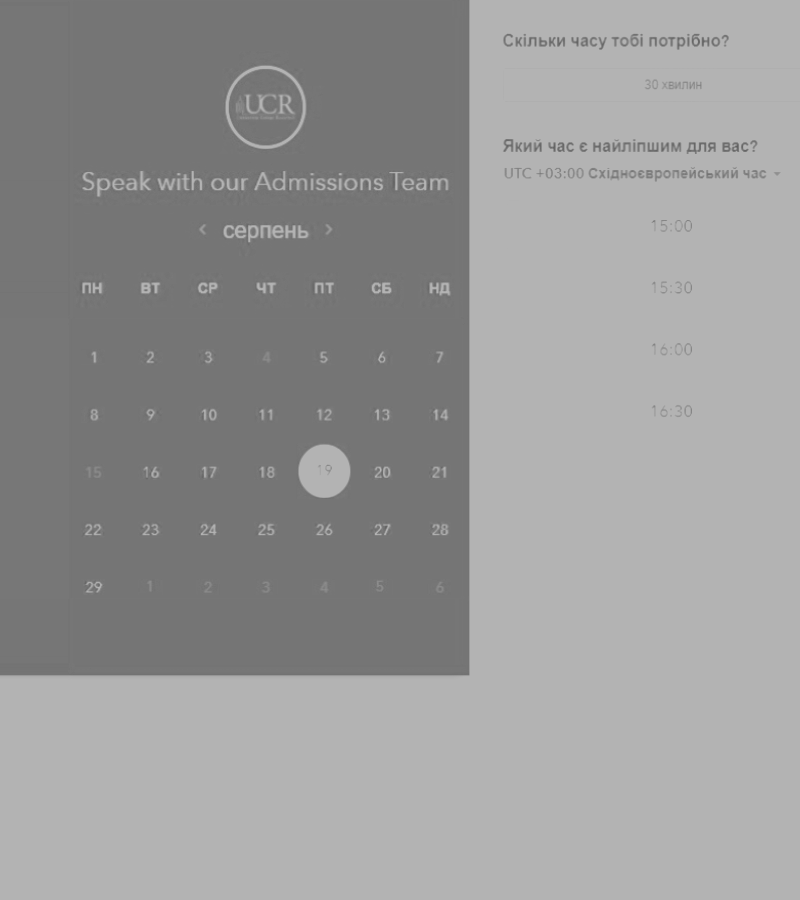 UCR
Speak with our Admissions Team
< серпень >
ПН ВТ СР ЧТ ПТ СБ НД
1 2 3 4 5 6 7
8 9 10 11 12 13 14
15 16 17 18 19 20 21
22 23 24 25 26 27 28
29 1 2 3 4 5 6
Скільки часу тобі потрібно?
30 хвилин
Який час є найліпшим для вас?
UTC +03:00 Східноєвропейський час
15:00
15:30
16:00
16:30